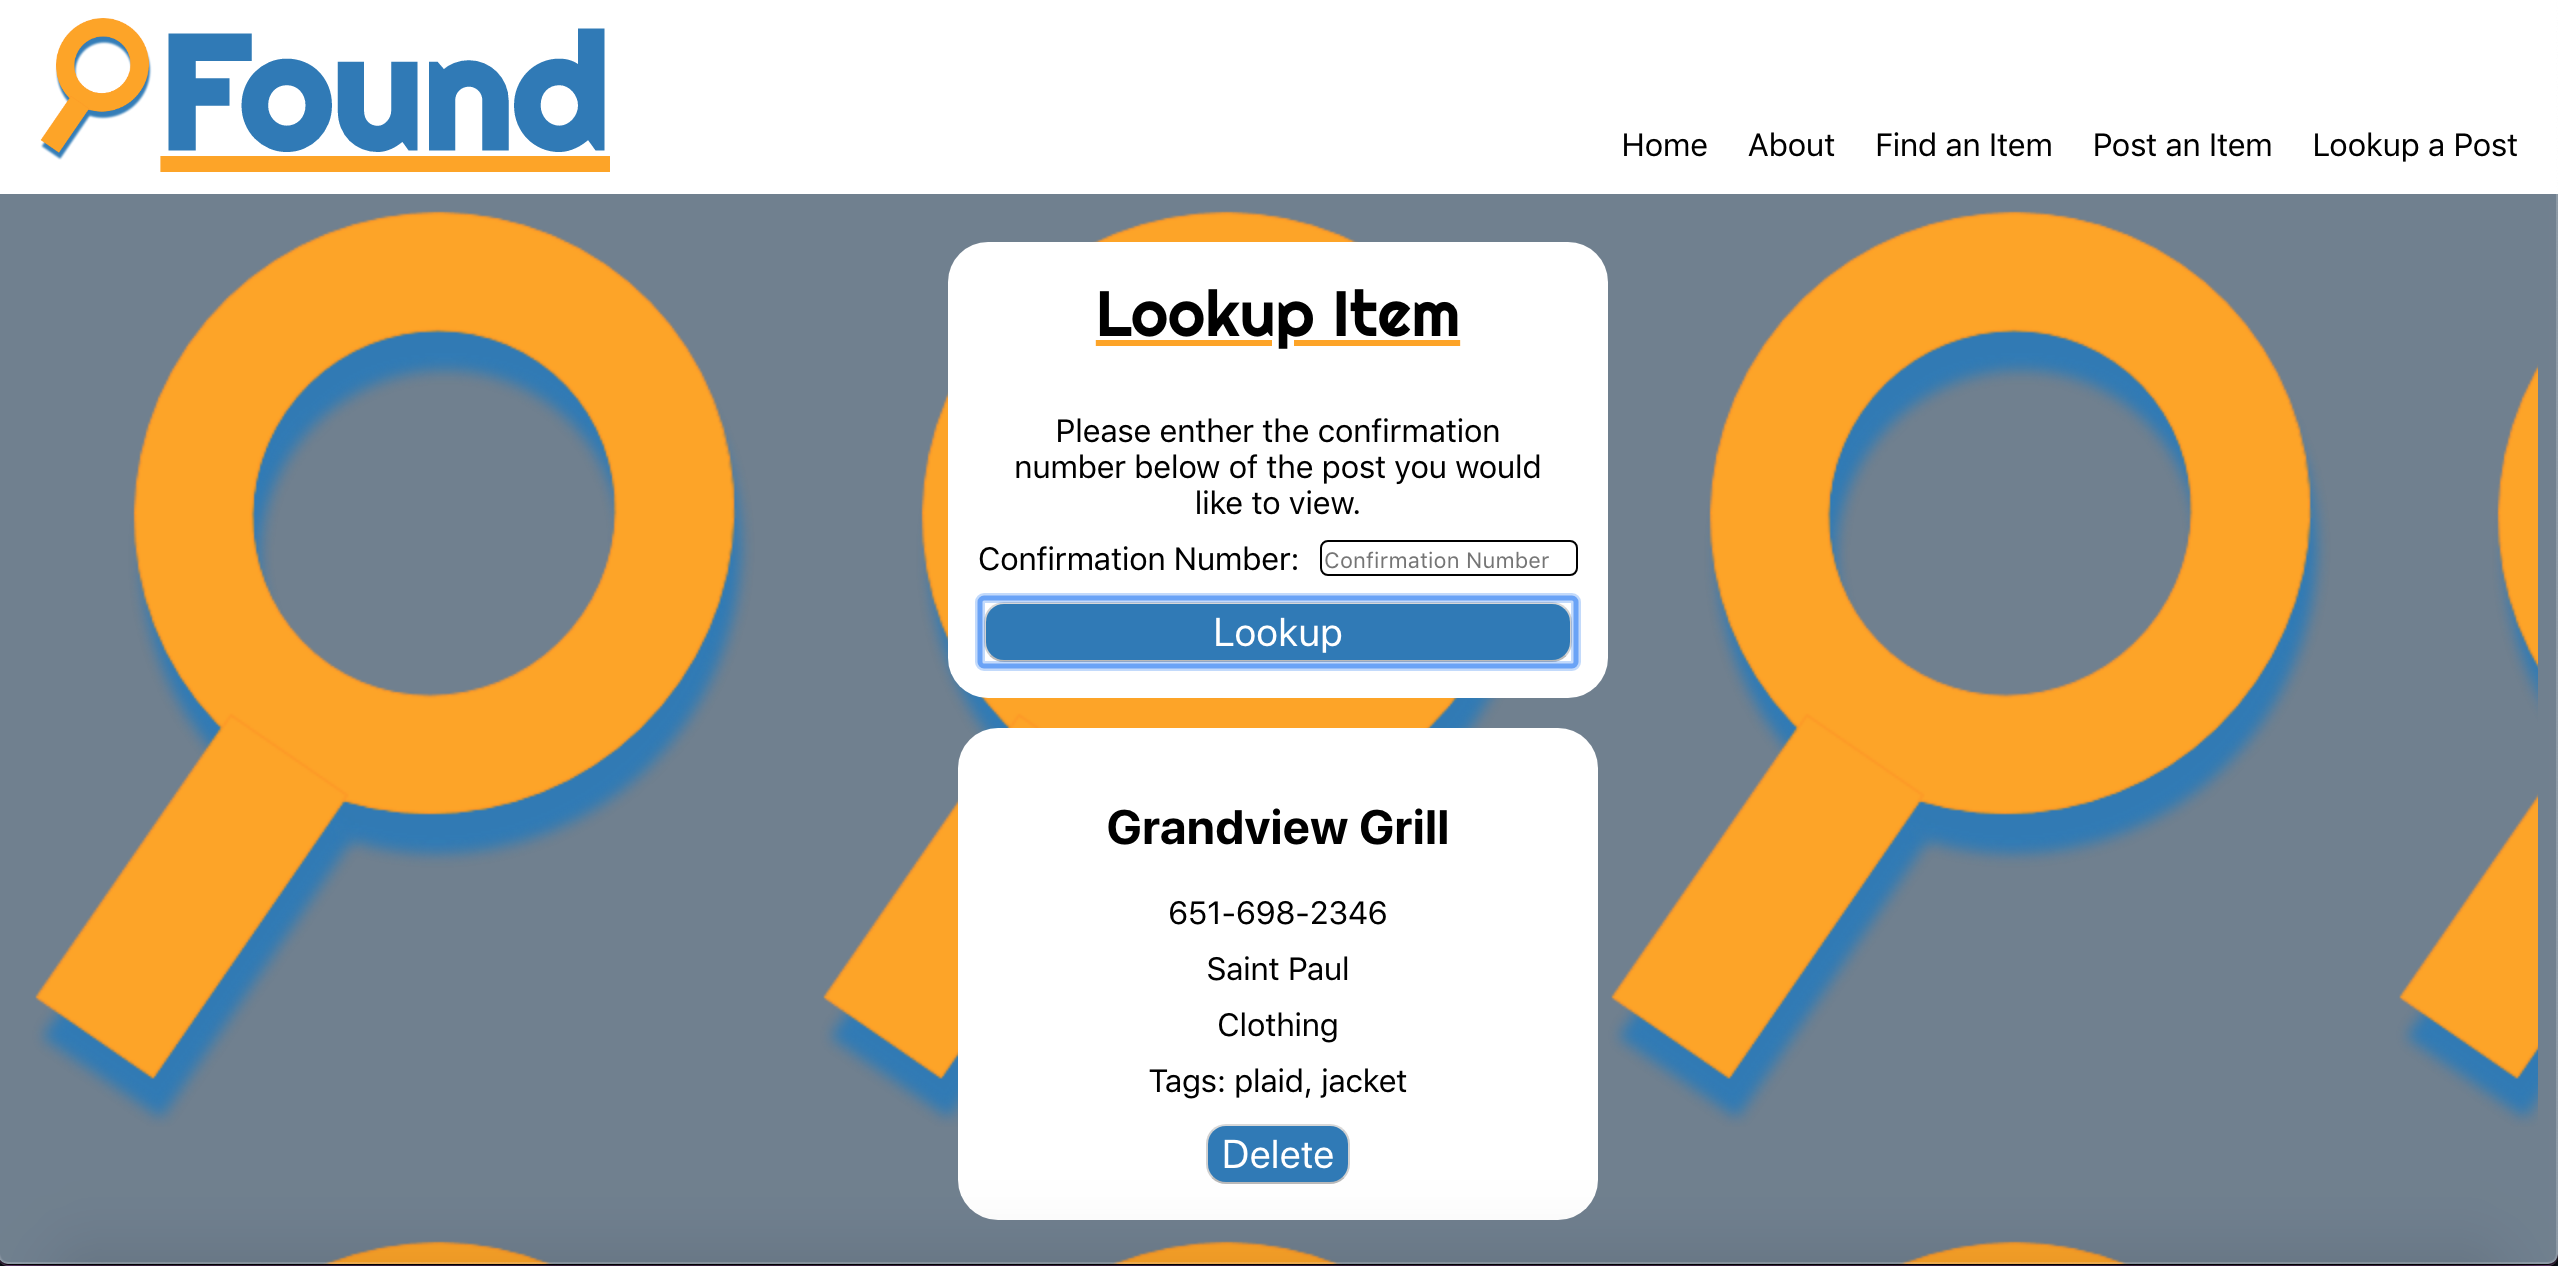 Found
Home About Find an Item Post an Item Lookup a Post
Lookup Item
Please enther the confirmation
number below of the post you would
like to view.
Confirmation Number: Confirmation Number
Lookup
Grandview Grill
651-698-2346
Saint Paul
Clothing
Tags: plaid, jacket
Delete